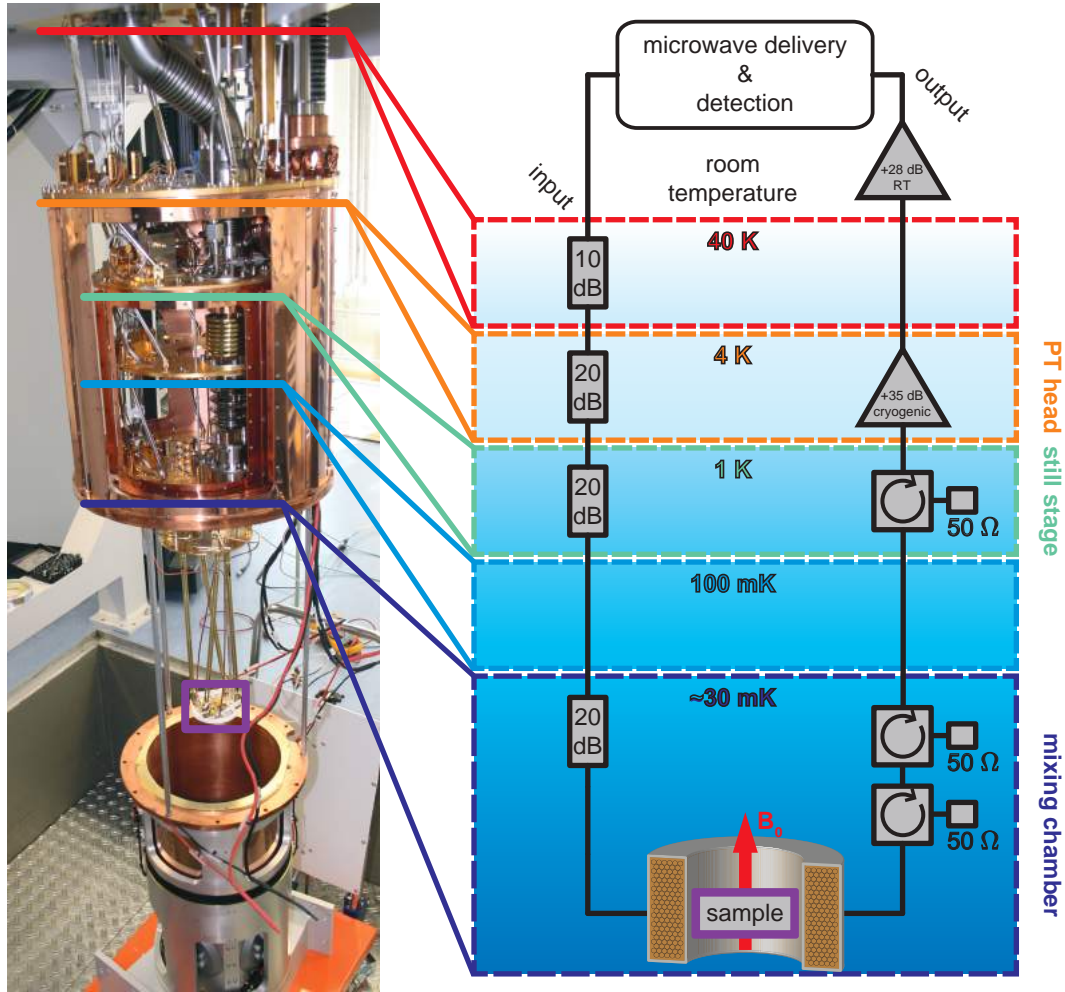 microwave delivery
&
detection
input
output
room
temperature
+28 dB
RT
40 K
10
dB
4 K
20
dB
+35 dB
cryogenic
PT head
1 K
20
dB
50 Ω
still stage
100 mK
~30 mK
20
dB
50 Ω
50 Ω
B₀
sample
mixing chamber